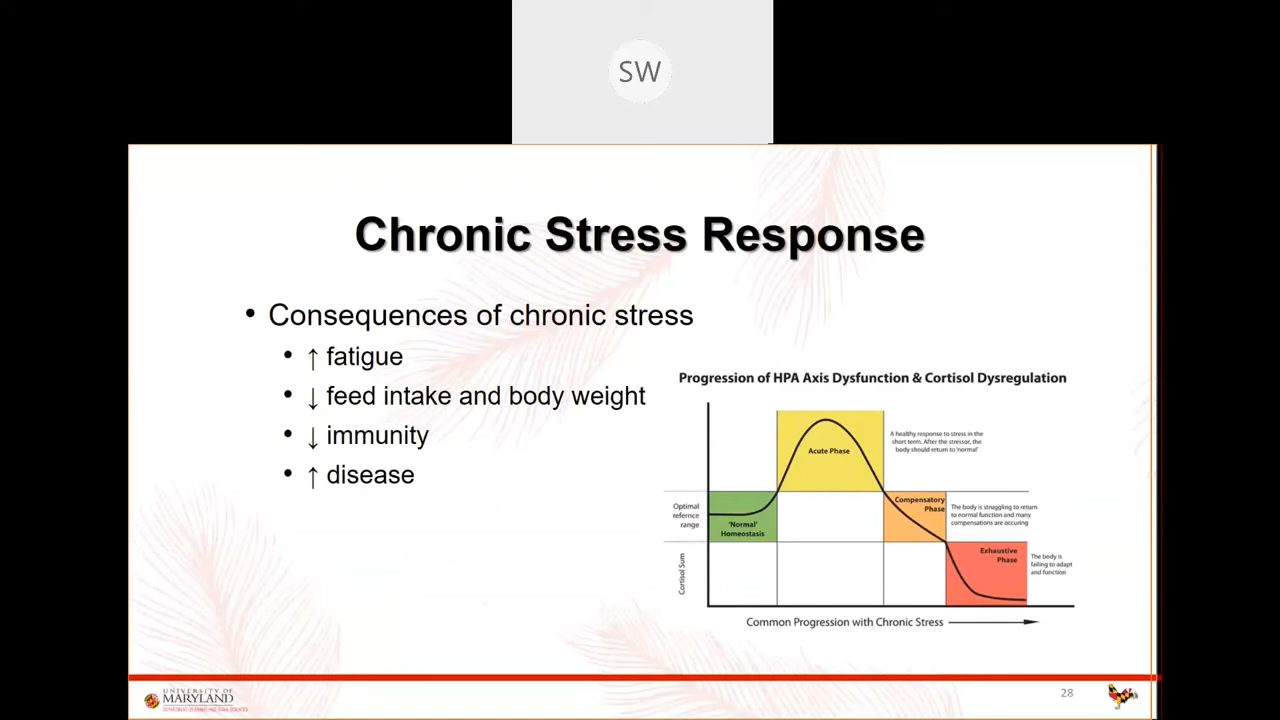 SW
Chronic Stress Response
• Consequences of chronic stress
• ↑ fatigue
• ↓ feed intake and body weight
• ↓ immunity
• ↑ disease
Progression of HPA Axis Dysfunction & Cortisol Dysregulation
Acute Phase
A healthy response to stress in the
short term. After the stressor, the
body should return to 'normal'
Optimal
refernce
range
'Normal'
Homeostasis
Compensatory
Phase
The body is struggling to return
to normal function and many
compensations are accuring
Cortisol Sum
Exhaustive
Phase
The body is
failing to adapt
and function
Common Progression with Chronic Stress
UNIVERSITY OF
MARYLAND
28